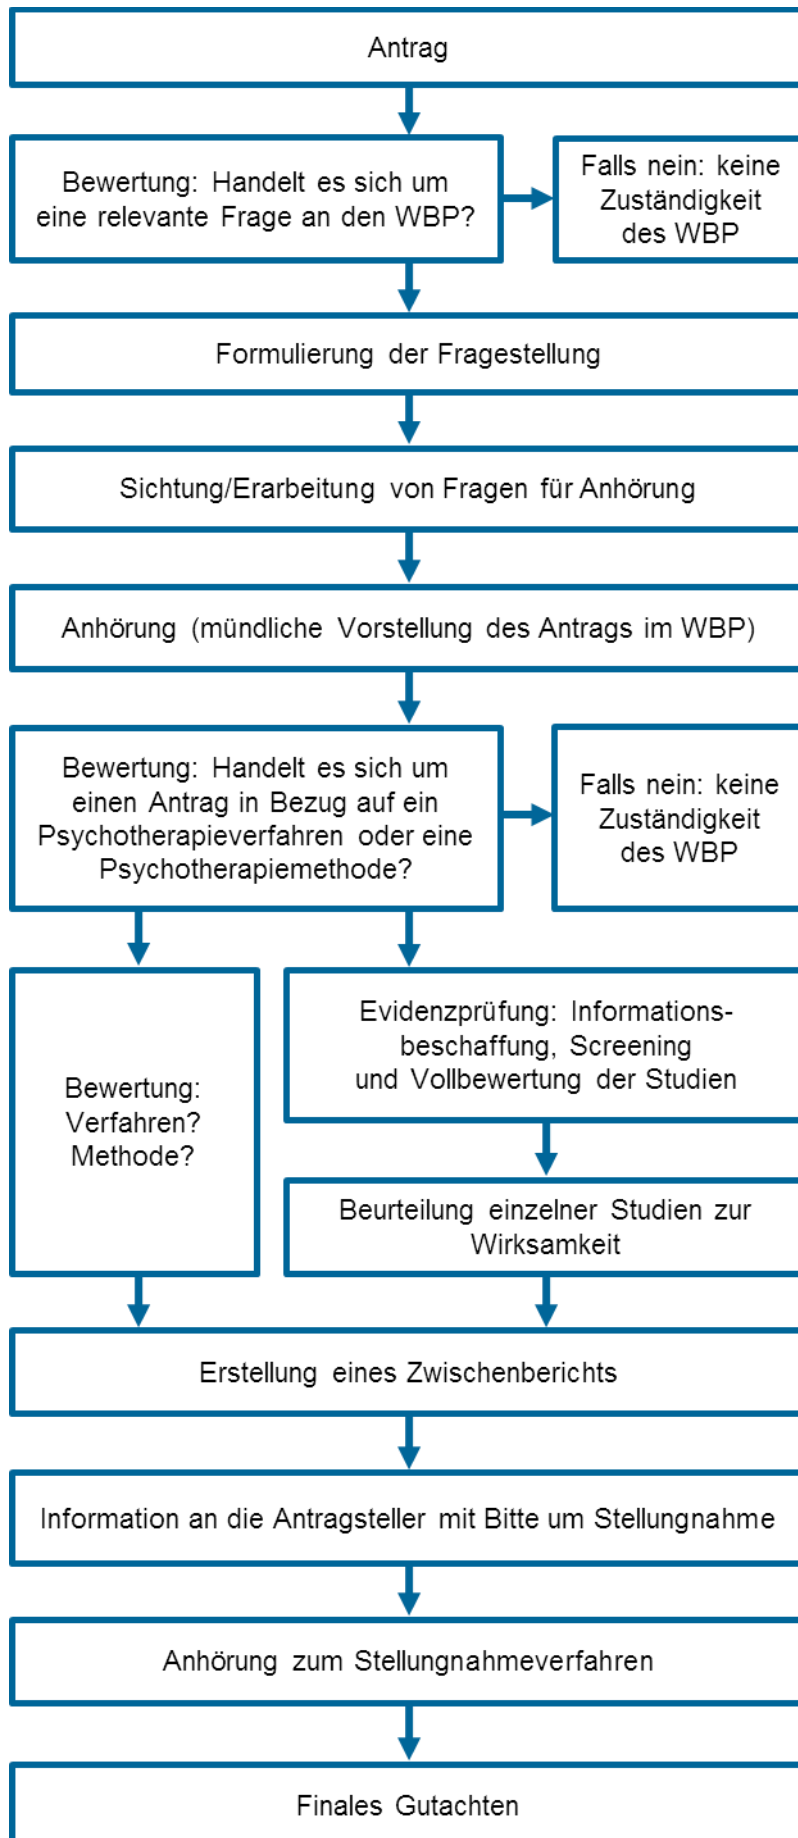 Antrag
Bewertung: Handelt es sich um
eine relevante Frage an den WBP?
Falls nein: keine
Zuständigkeit
des WBP
Formulierung der Fragestellung
Sichtung/Erarbeitung von Fragen für Anhörung
Anhörung (mündliche Vorstellung des Antrags im WBP)
Bewertung: Handelt es sich um
einen Antrag in Bezug auf ein
Psychotherapieverfahren oder eine
Psychotherapiemethode?
Falls nein: keine
Zuständigkeit
des WBP
Bewertung:
Verfahren?
Methode?
Evidenzprüfung: Informations-
beschaffung, Screening
und Vollbewertung der Studien
Beurteilung einzelner Studien zur
Wirksamkeit
Erstellung eines Zwischenberichts
Information an die Antragsteller mit Bitte um Stellungnahme
Anhörung zum Stellungnahmeverfahren
Finales Gutachten